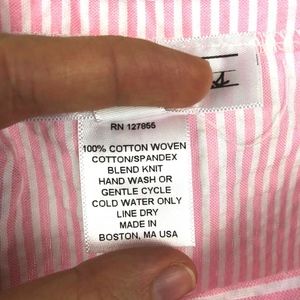 RN 127855
100% COTTON WOVEN
COTTON/SPANDEX
BLEND KNIT
HAND WASH OR
GENTLE CYCLE
COLD WATER ONLY
LINE DRY
MADE IN
BOSTON, MA USA